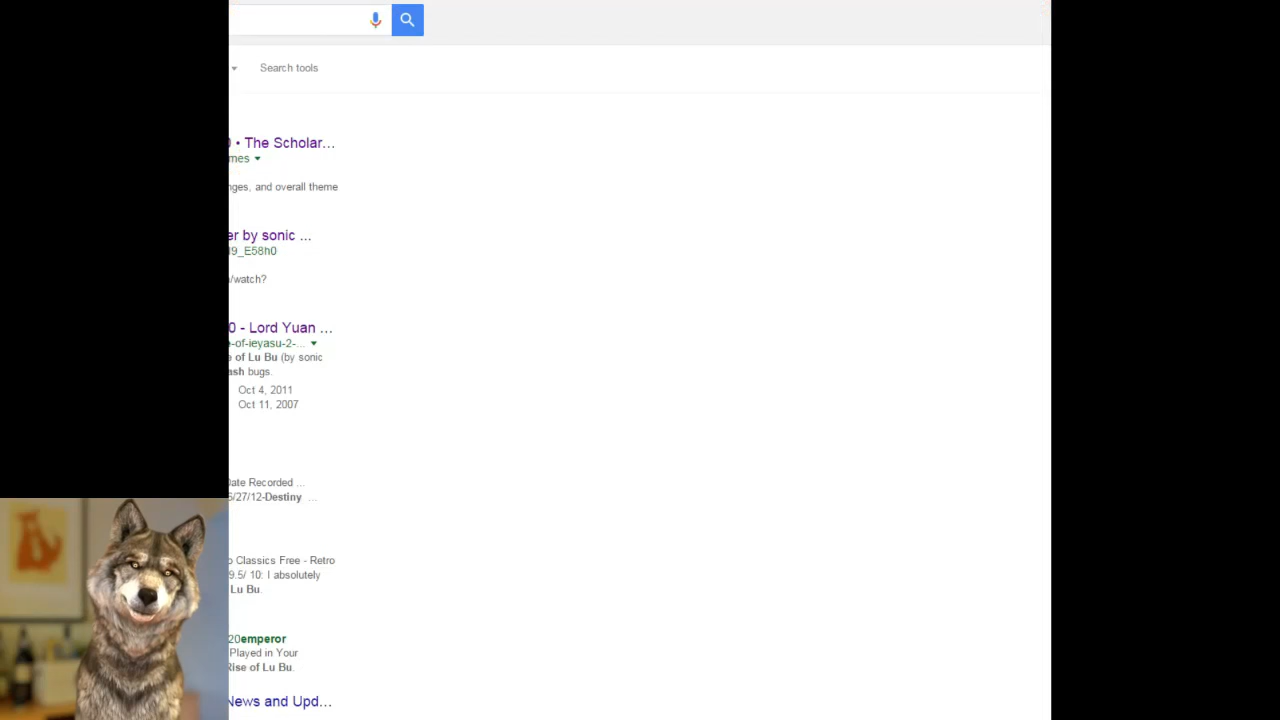 Search tools
• The Scholar…
mes
nges, and overall theme
er by sonic ...
39_E58h0
/watch?
0 - Lord Yuan ...
e-of-ieyasu-2-...
e of Lu Bu (by sonic
ash bugs.
Oct 4, 2011
Oct 11, 2007
Date Recorded ...
5/27/12-Destiny ...
o Classics Free - Retro
9.5/ 10: I absolutely
Lu Bu.
20emperor
Played in Your
Rise of Lu Bu.
News and Upd…